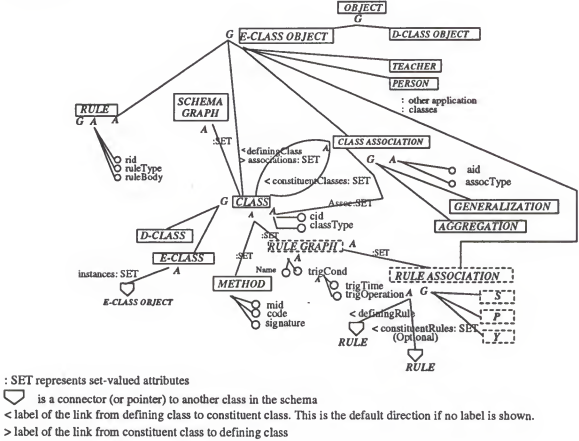 OBJECT
G
G E-CLASS OBJECT
D-CLASS OBJECT
TEACHER
PERSON
: other application
: classes
RULE
G A A
SCHEMA
GRAPH
A
:SET
<definingClass
> associations: SET
A
CLASS ASSOCIATION
G A
aid
assocType
rid
ruleType
ruleBody
< constituentClasses: SET
GENERALIZATION
AGGREGATION
G CLASS
Assoc:SET
A A
cid
classType
D-CLASS
E-CLASS
A
:SET
:SET
RULE GRAPH
A
A
:SET
instances: SET
E-CLASS OBJECT
METHOD
Name
trigCond
A
RULE ASSOCIATION
trigTime
trigOperation
A G
S
P
Y
mid
code
signature
< definingRule
< constituentRules: SET
(Optional)
RULE
RULE
: SET represents set-valued attributes
is a connector (or pointer) to another class in the schema
< label of the link from defining class to constituent class. This is the default direction if no label is shown.
> label of the link from constituent class to defining class